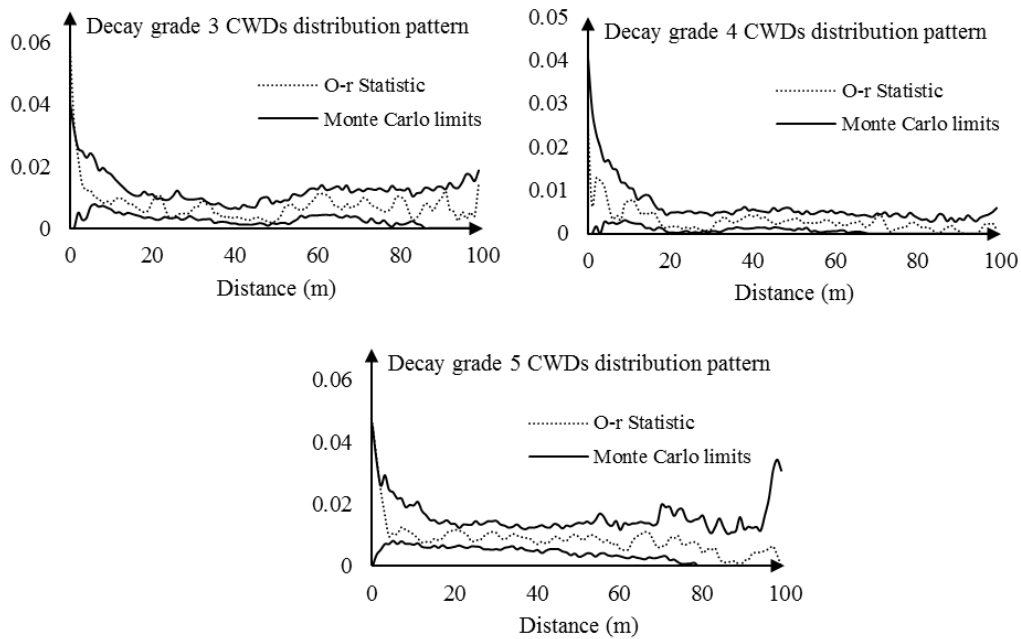 Decay grade 3 CWDs distribution pattern
0.06
O-r Statistic
0.04
Monte Carlo limits
0.02
0
0 20 40 60 80 100
Distance (m)
0.05
Decay grade 4 CWDs distribution pattern
0.04
O-r Statistic
0.03
Monte Carlo limits
0.02
0.01
0
0 20 40 60 80 100
Distance (m)
Decay grade 5 CWDs distribution pattern
0.06
O-r Statistic
0.04
Monte Carlo limits
0.02
0
0 20 40 60 80 100
Distance (m)